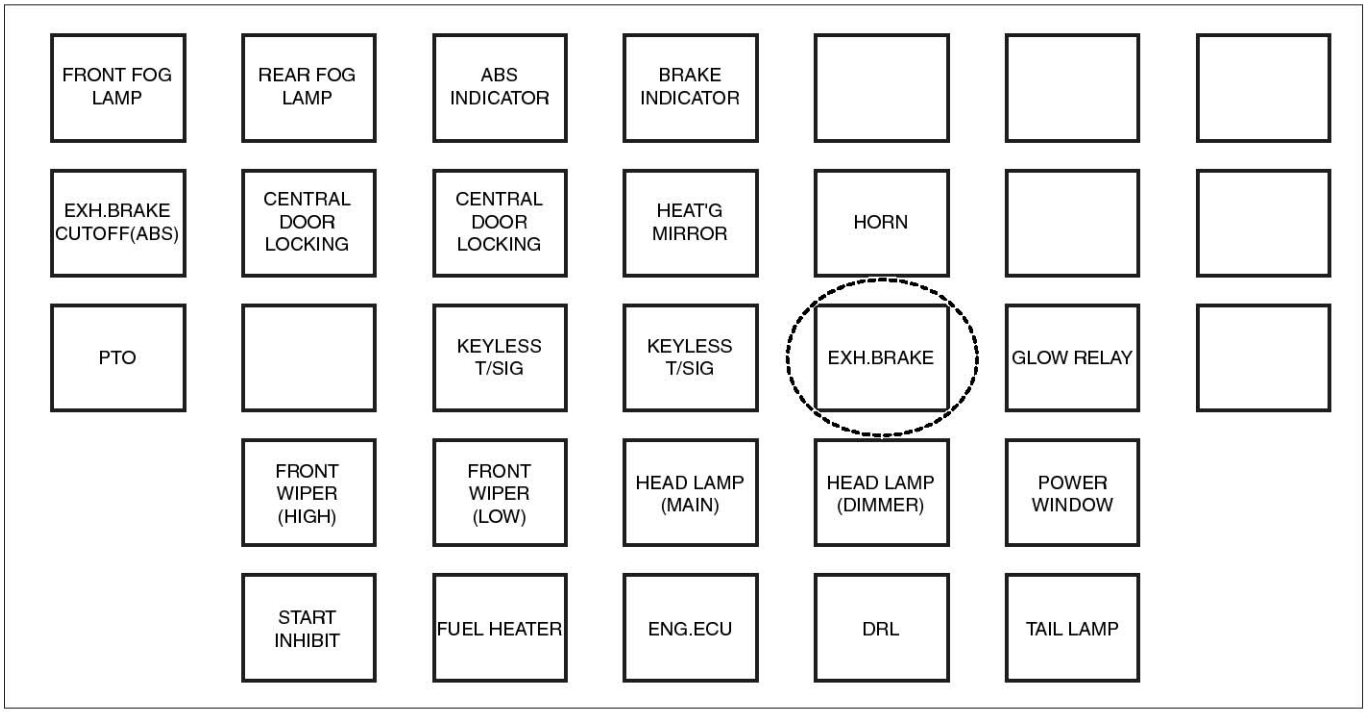 FRONT FOG
LAMP
REAR FOG
LAMP
ABS
INDICATOR
BRAKE
INDICATOR
EXH.BRAKE
CUTOFF(ABS)
CENTRAL
DOOR
LOCKING
CENTRAL
DOOR
LOCKING
HEAT'G
MIRROR
HORN
PTO
KEYLESS
T/SIG
KEYLESS
T/SIG
EXH.BRAKE
GLOW RELAY
FRONT
WIPER
(HIGH)
FRONT
WIPER
(LOW)
HEAD LAMP
(MAIN)
HEAD LAMP
(DIMMER)
POWER
WINDOW
START
INHIBIT
FUEL HEATER
ENG.ECU
DRL
TAIL LAMP